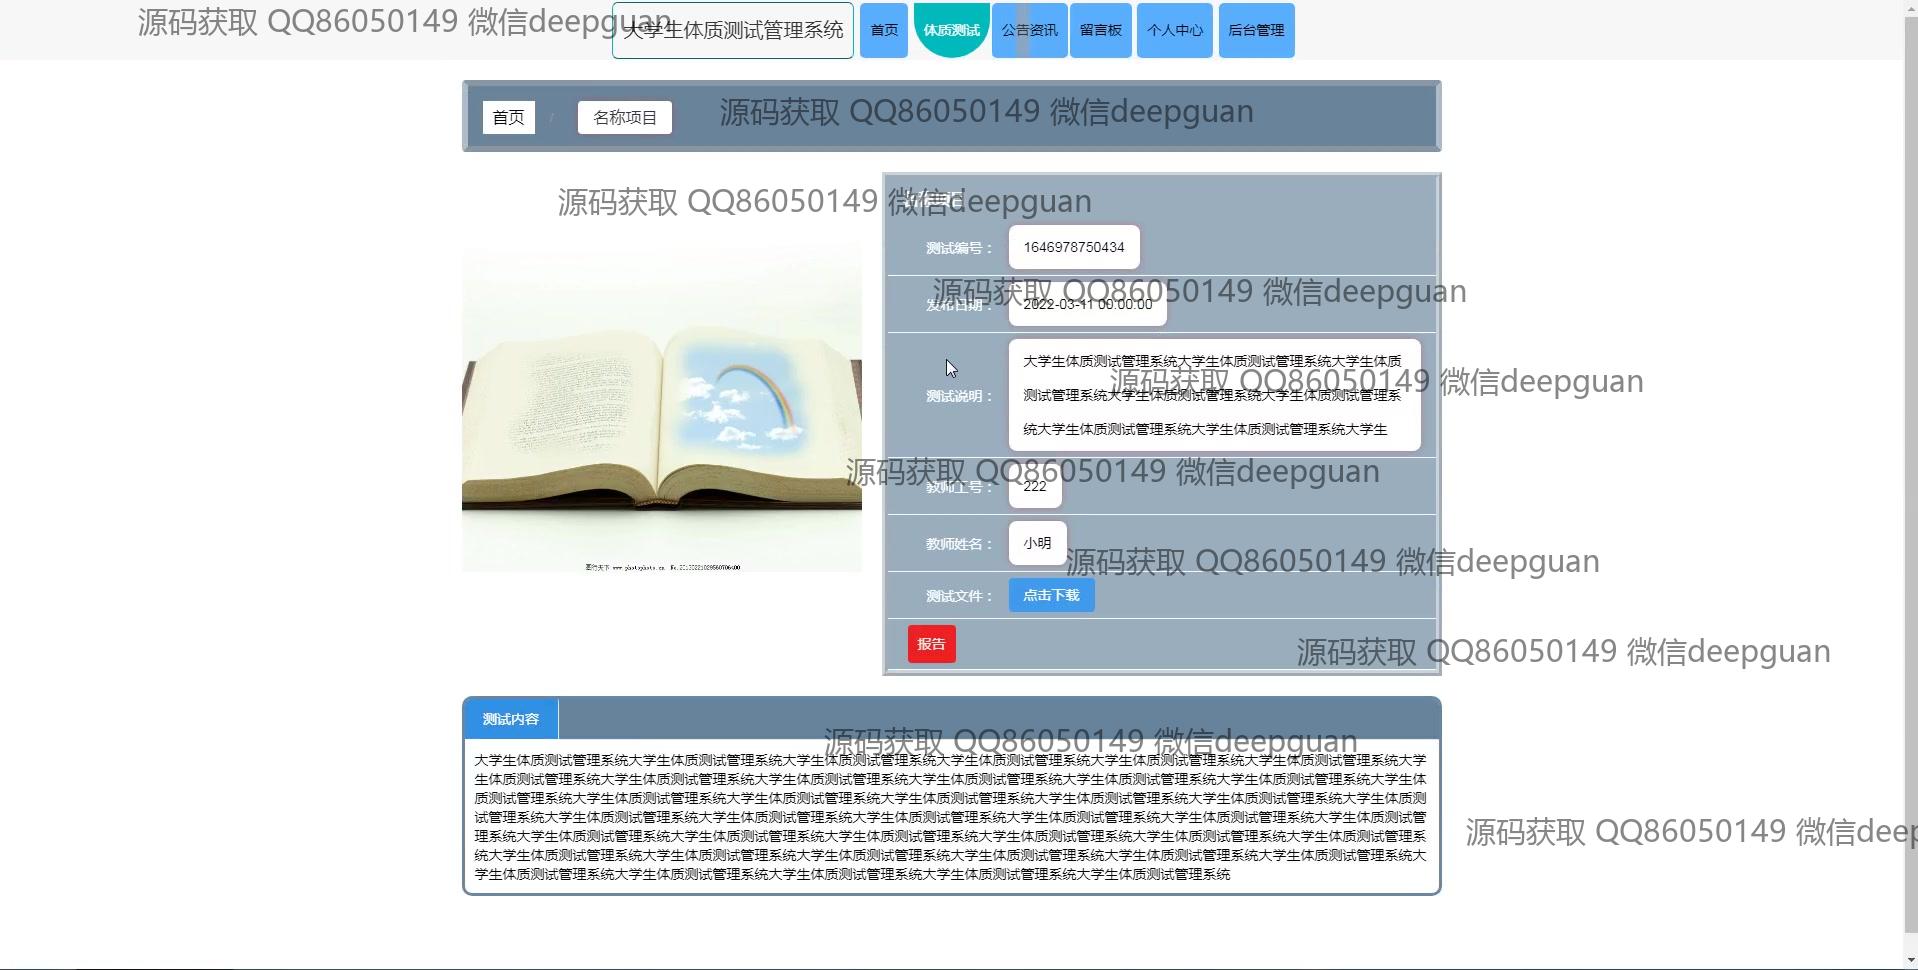 源码获取 QQ86050149 微信deepguan
大学生体质测试管理系统
首页
体质测试
公告资讯
留言板
个人中心
后台管理
首页 / 名称项目
源码获取 QQ86050149 微信deepguan
源码获取 QQ86050149 微信deepguan
测试编号： 1646978750434
源码获取 QQ86050149 微信deepguan
发布日期： 2022-03-11 00:00:00
测试说明：
大学生体质测试管理系统大学生体质测试管理系统大学生体质
源码获取 QQ86050149 微信deepguan
测试管理系统大学生体质测试管理系统大学生体质测试管理系
统大学生体质测试管理系统大学生体质测试管理系统大学生
源码获取 QQ86050149 微信deepguan
教师工号： 222
教师姓名： 小明
源码获取 QQ86050149 微信deepguan
图行天下 www.photophoto.cn
测试文件： 点击下载
报告
源码获取 QQ86050149 微信deepguan
测试内容
源码获取 QQ86050149 微信deepguan
大学生体质测试管理系统大学生体质测试管理系统大学生体质测试管理系统大学生体质测试管理系统大学生体质测试管理系统大学生体质测试管理系统大学
生体质测试管理系统大学生体质测试管理系统大学生体质测试管理系统大学生体质测试管理系统大学生体质测试管理系统大学生体质测试管理系统大学生体
质测试管理系统大学生体质测试管理系统大学生体质测试管理系统大学生体质测试管理系统大学生体质测试管理系统大学生体质测试管理系统大学生体质测
试管理系统大学生体质测试管理系统大学生体质测试管理系统大学生体质测试管理系统大学生体质测试管理系统大学生体质测试管理系统大学生体质测试管
理系统大学生体质测试管理系统大学生体质测试管理系统大学生体质测试管理系统大学生体质测试管理系统大学生体质测试管理系统大学生体质测试管理系
统大学生体质测试管理系统大学生体质测试管理系统大学生体质测试管理系统大学生体质测试管理系统大学生体质测试管理系统大学生体质测试管理系统大
学生体质测试管理系统大学生体质测试管理系统大学生体质测试管理系统大学生体质测试管理系统大学生体质测试管理系统
源码获取 QQ86050149 微信deep